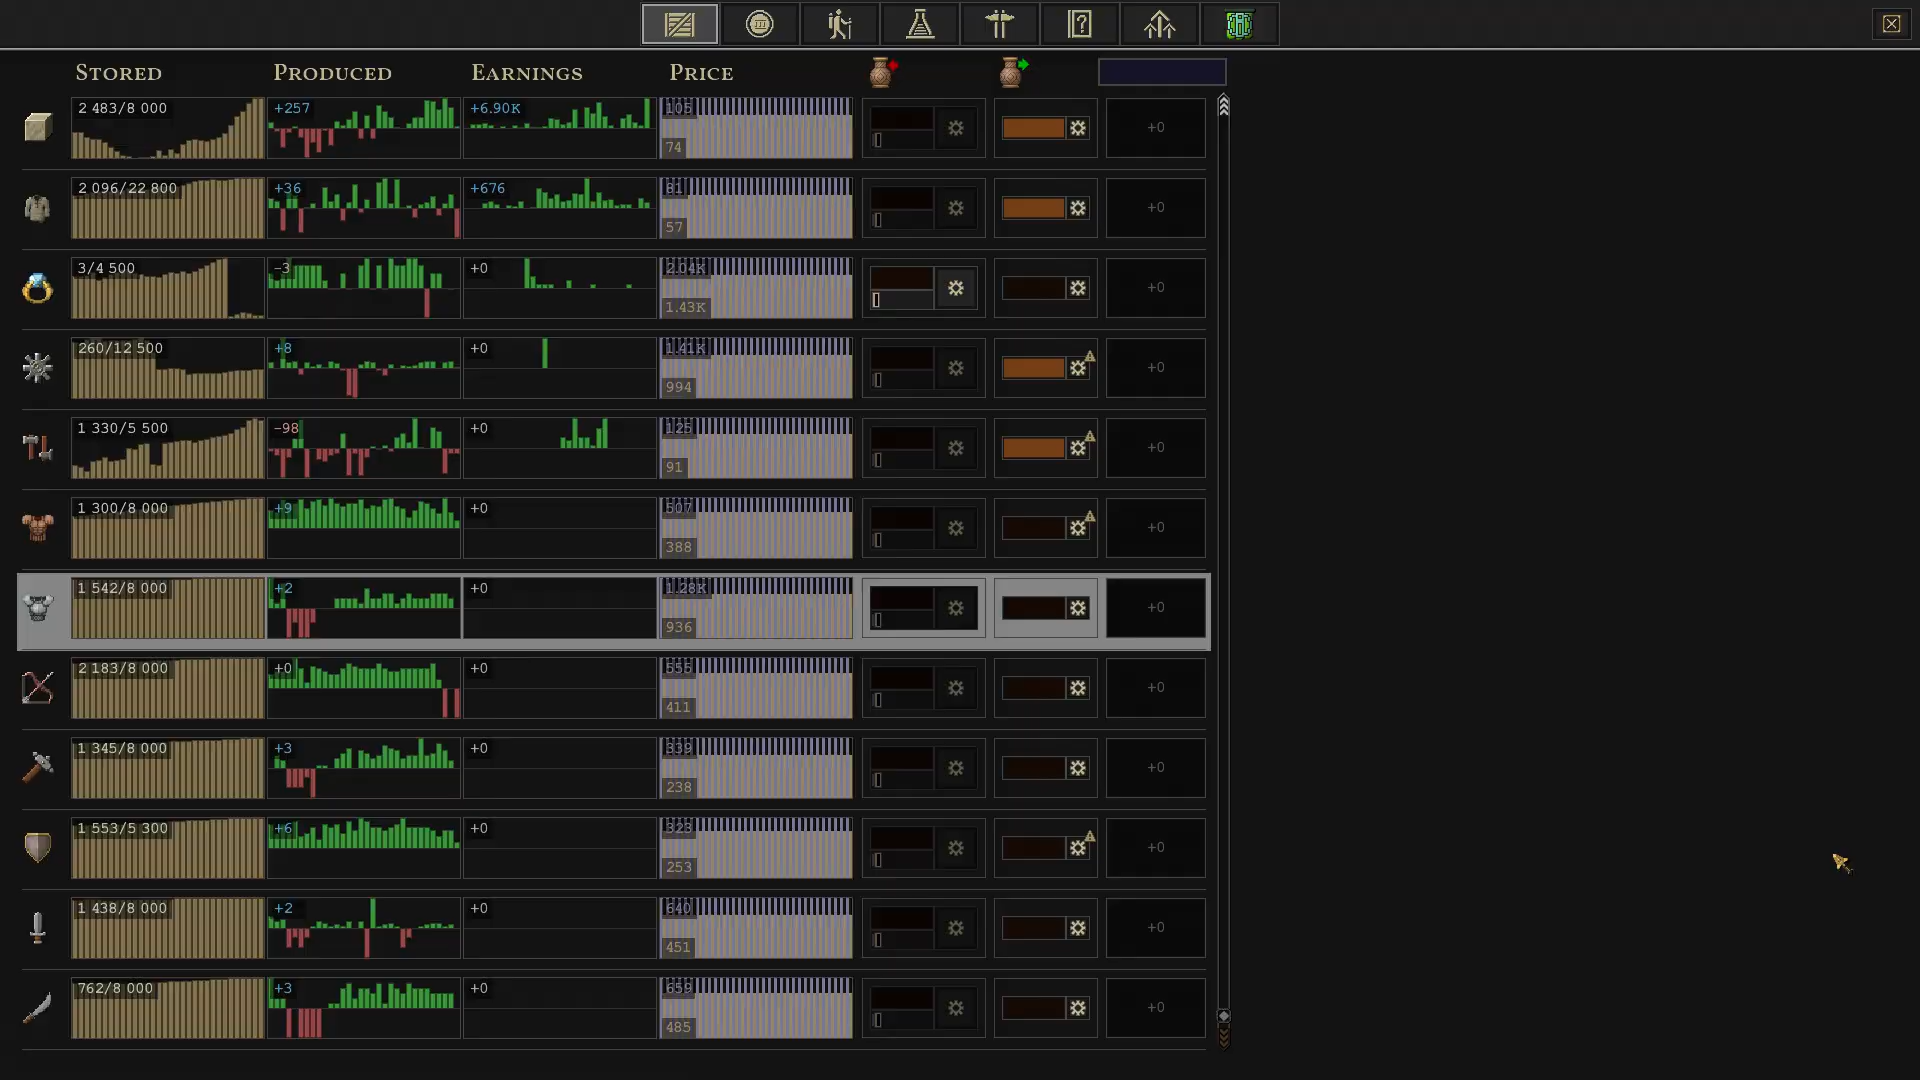 STORED PRODUCED EARNINGS PRICE
2 483/8 000 +257 +6.90K 105 74 +0
2 096/22 800 +36 +676 81 57 +0
3/4 500 -3 +0 2.04K 1.43K +0
260/12 500 +8 +0 1.41K 994 +0
1 330/5 500 -98 +0 125 91 +0
1 300/8 000 +9 +0 507 388 +0
1 542/8 000 +2 +0 1.28K 936 +0
2 183/8 000 +0 +0 555 411 +0
1 345/8 000 +3 +0 339 238 +0
1 553/5 300 +6 +0 323 253 +0
1 438/8 000 +2 +0 640 451 +0
762/8 000 +3 +0 659 485 +0